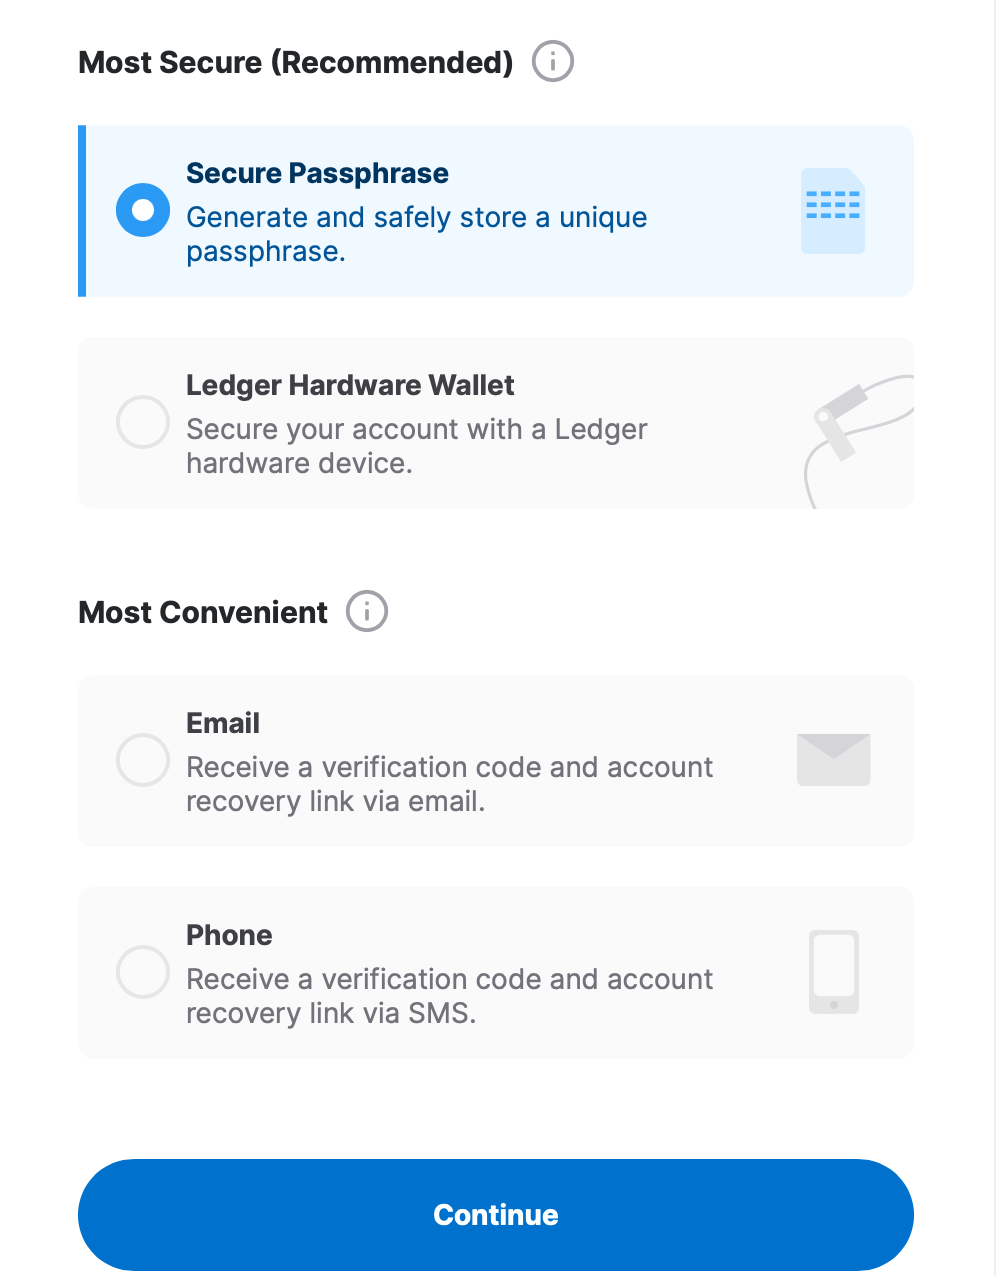 Most Secure (Recommended)
Secure Passphrase
Generate and safely store a unique
passphrase.
Ledger Hardware Wallet
Secure your account with a Ledger
hardware device.
Most Convenient
Email
Receive a verification code and account
recovery link via email.
Phone
Receive a verification code and account
recovery link via SMS.
Continue